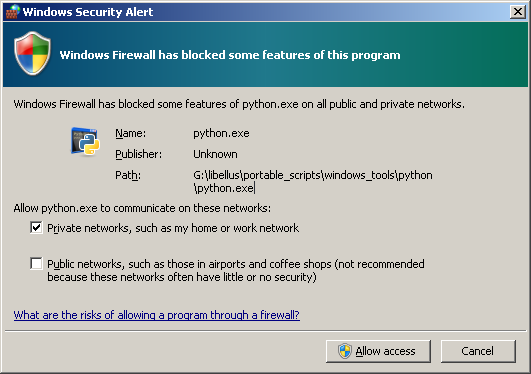 Windows Security Alert
Windows Firewall has blocked some features of this program
Windows Firewall has blocked some features of python.exe on all public and private networks.
Name: python.exe
Publisher: Unknown
Path: G:\libellus\portable_scripts\windows_tools\python
\python.exe
Allow python.exe to communicate on these networks:
Private networks, such as my home or work network
Public networks, such as those in airports and coffee shops (not recommended
because these networks often have little or no security)
What are the risks of allowing a program through a firewall?
Allow access Cancel